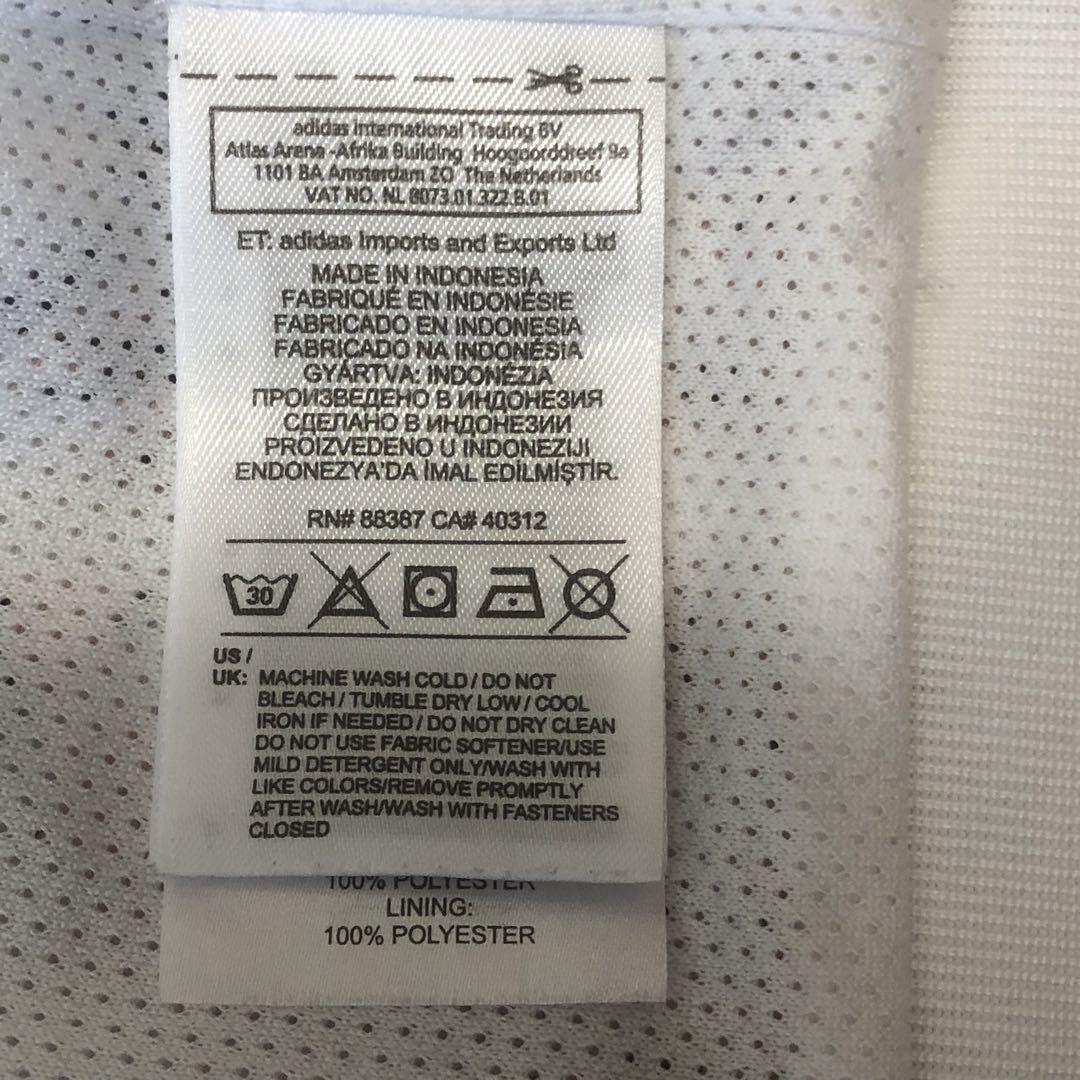 adidas International Trading BV
Atlas Arena -Afrika Building Hoogoorddreef 9a
1101 BA Amsterdam ZO The Netherlands
VAT NO. NL 8073.01.322.B.01
ET: adidas Imports and Exports Ltd
MADE IN INDONESIA
FABRIQUÉ EN INDONÉSIE
FABRICADO EN INDONESIA
FABRICADO NA INDONÉSIA
GYÁRTVA: INDONÉZIA
ПРОИЗВЕДЕНО В ИНДОНЕЗИЯ
СДЕЛАНО В ИНДОНЕЗИИ
PROIZVEDENO U INDONEZIJI
ENDONEZYA'DA İMAL EDİLMİŞTİR.
RN# 88387 CA# 40312
30
US /
UK: MACHINE WASH COLD / DO NOT
BLEACH / TUMBLE DRY LOW / COOL
IRON IF NEEDED / DO NOT DRY CLEAN
DO NOT USE FABRIC SOFTENER/USE
MILD DETERGENT ONLY/WASH WITH
LIKE COLORS/REMOVE PROMPTLY
AFTER WASH/WASH WITH FASTENERS
CLOSED
100% POLYESTER
LINING:
100% POLYESTER